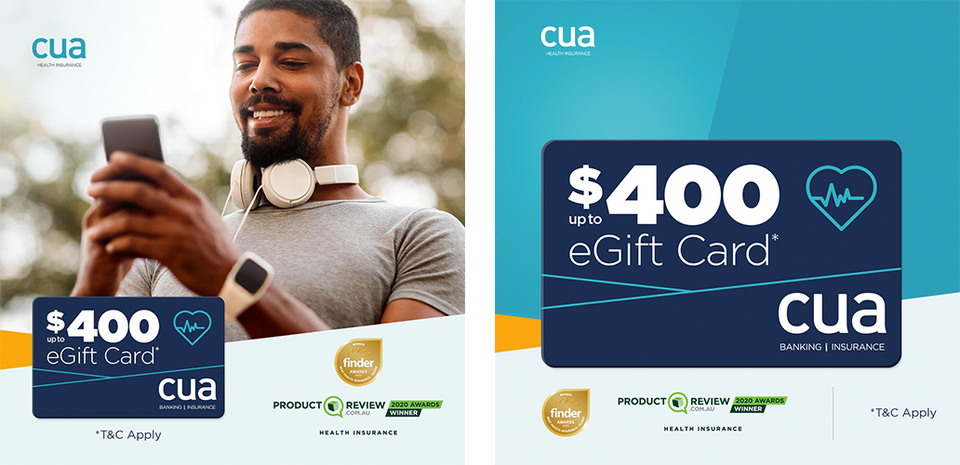 cua
HEALTH INSURANCE
$400
up to
eGift Card*
cua
BANKING | INSURANCE
*T&C Apply
WINNER
finder
AWARDS
PRODUCT REVIEW
.COM.AU
2020 AWARDS
WINNER
HEALTH INSURANCE
cua
HEALTH INSURANCE
$400
up to
eGift Card*
cua
BANKING | INSURANCE
WINNER
finder
AWARDS
PRODUCT REVIEW
.COM.AU
2020 AWARDS
WINNER
HEALTH INSURANCE
*T&C Apply